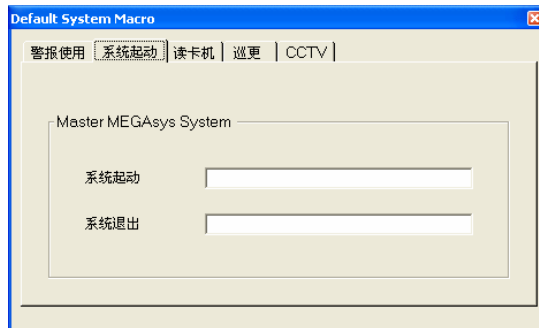 Default System Macro
警报使用 系统起动 读卡机 巡更 CCTV
Master MEGAsys System
系统起动
系统退出